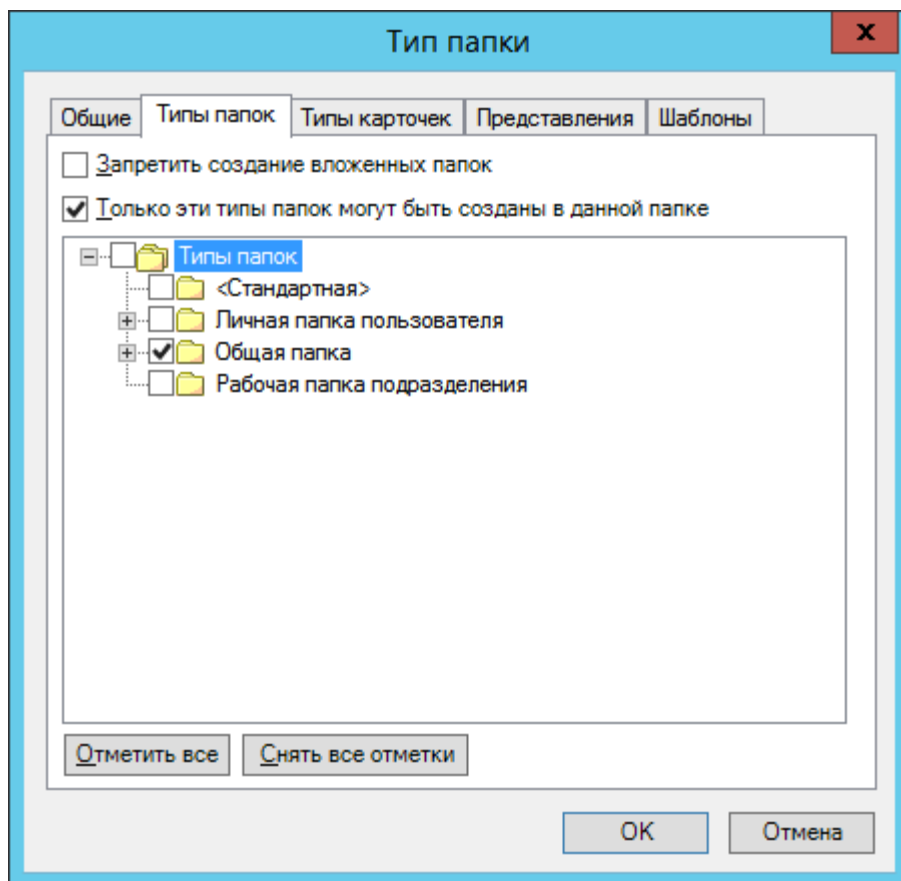 Тип папки
x
Общие Типы папок Типы карточек Представления Шаблоны
Запретить создание вложенных папок
Только эти типы папок могут быть созданы в данной папке
Типы папок
<Стандартная>
Личная папка пользователя
Общая папка
Рабочая папка подразделения
Отметить все Снять все отметки
OK Отмена